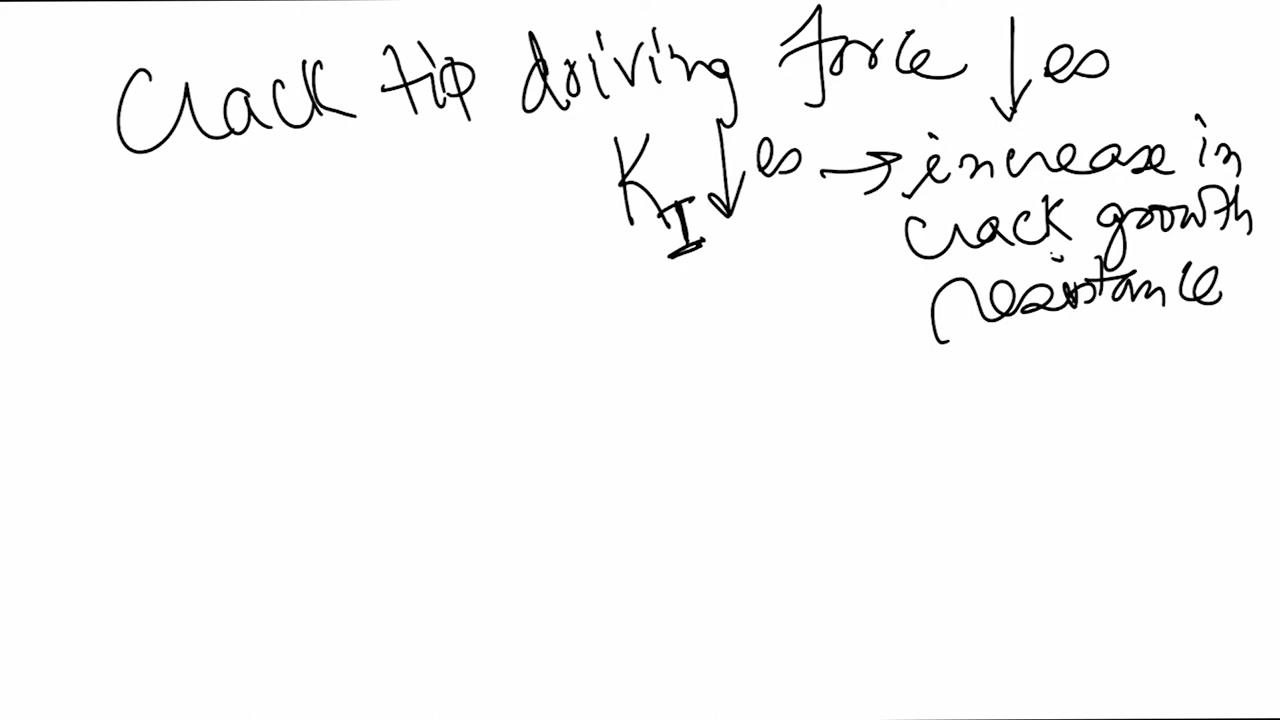 Crack tip driving force ↓es
K_I ↓es → increase in
crack growth
resistance